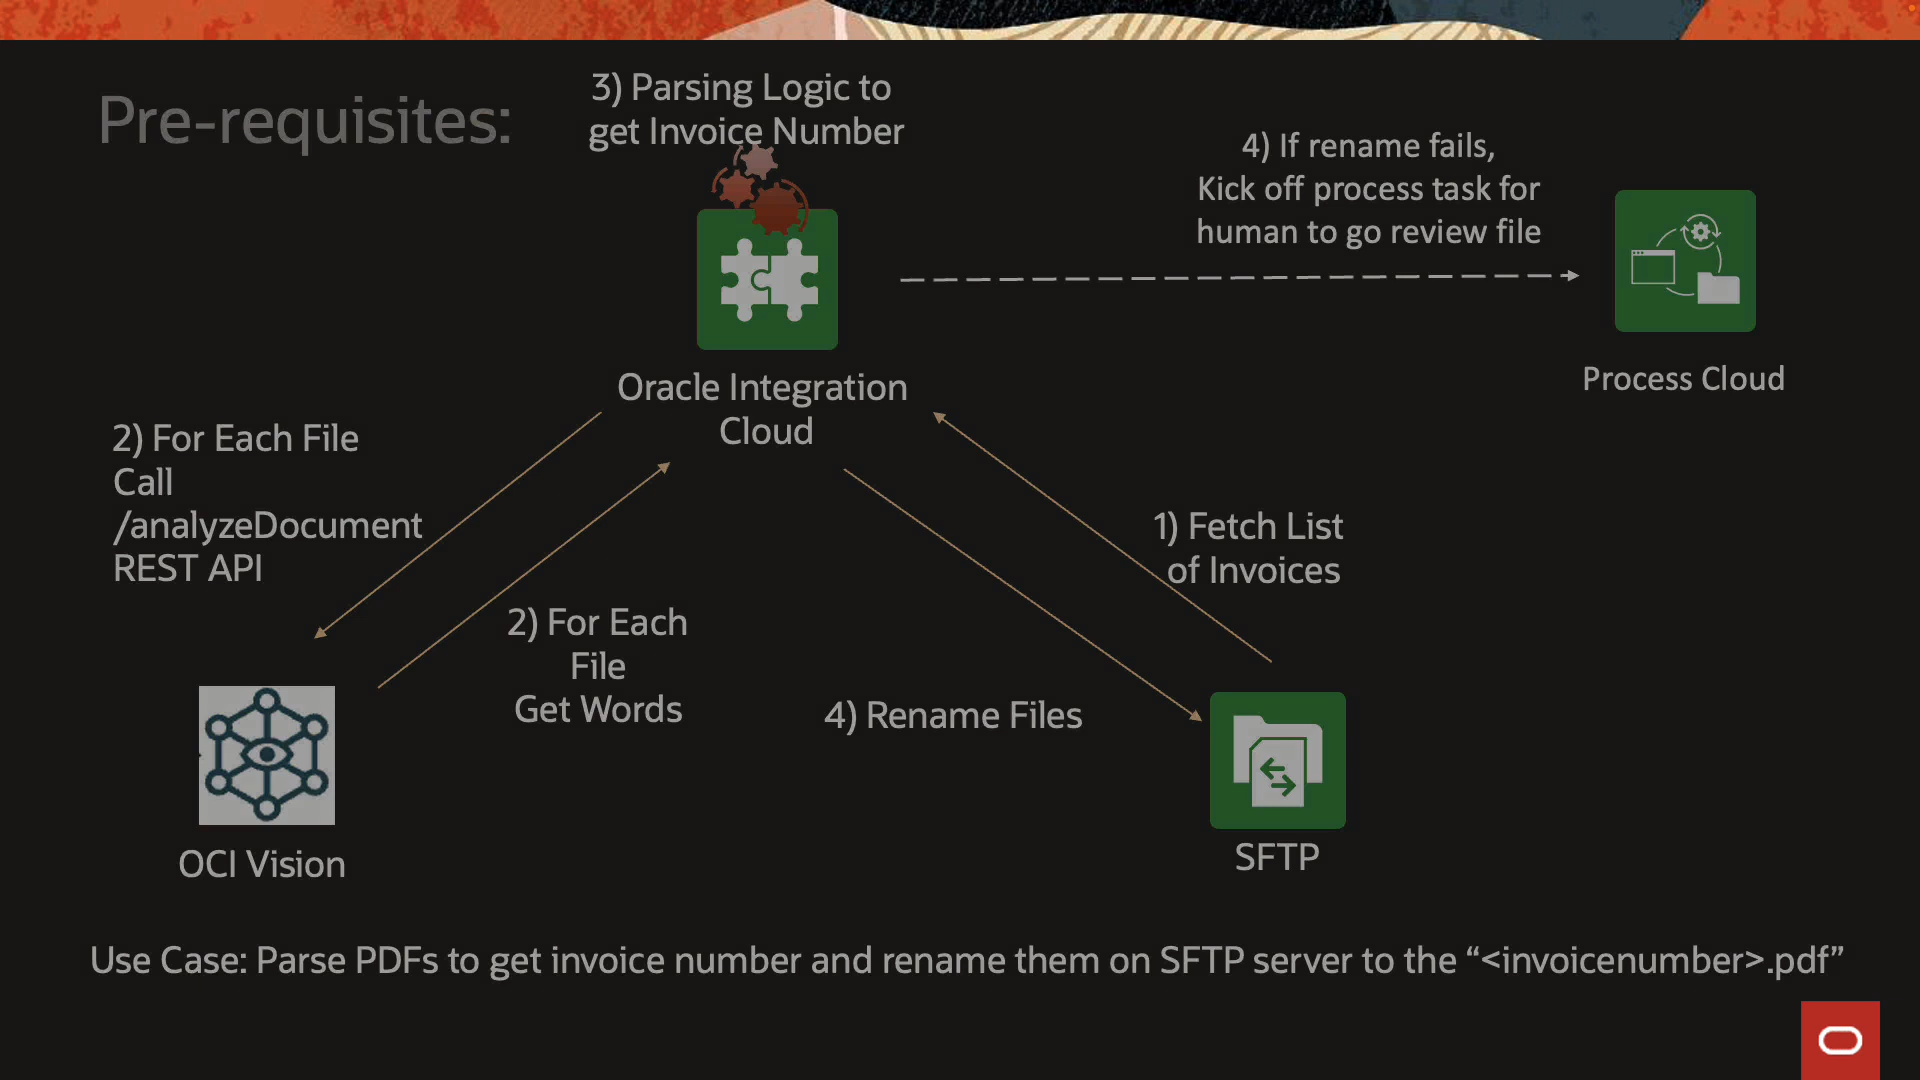 Pre-requisites:
3) Parsing Logic to
get Invoice Number
4) If rename fails,
Kick off process task for
human to go review file
Process Cloud
Oracle Integration
Cloud
2) For Each File
Call
/analyzeDocument
REST API
1) Fetch List
of Invoices
2) For Each
File
Get Words
4) Rename Files
OCI Vision
SFTP
Use Case: Parse PDFs to get invoice number and rename them on SFTP server to the “<invoicenumber>.pdf”